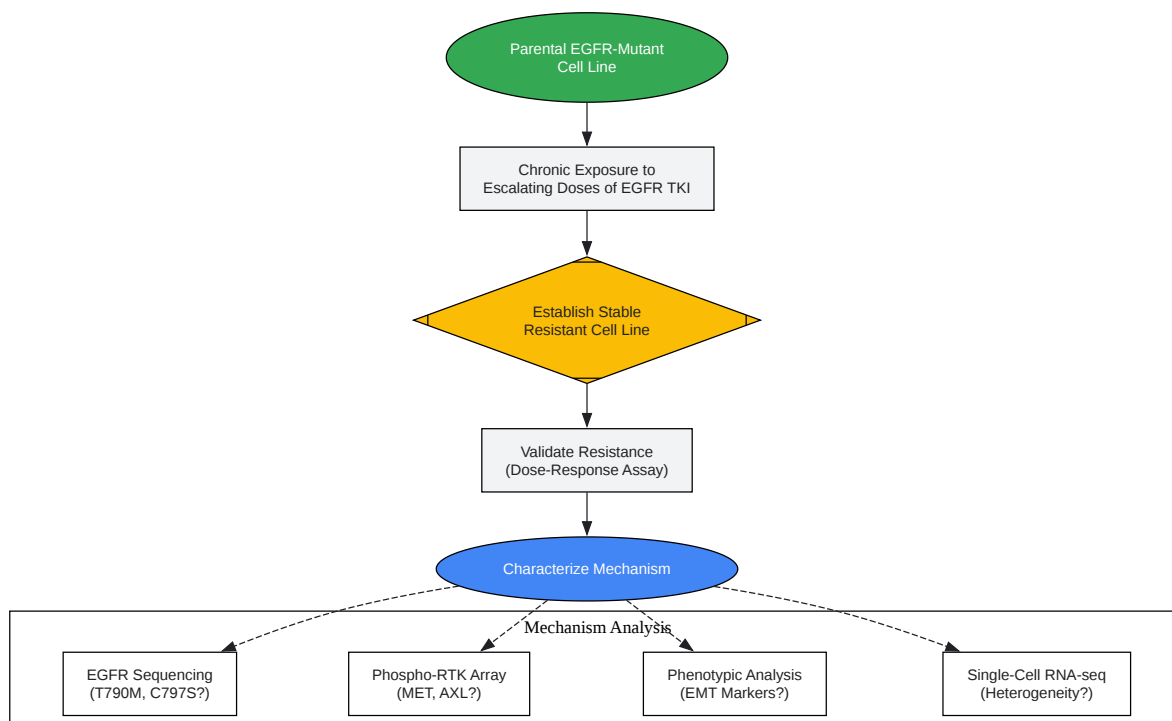 Parental EGFR-Mutant
Cell Line
Chronic Exposure to
Escalating Doses of EGFR TKI
Establish Stable
Resistant Cell Line
Validate Resistance
(Dose-Response Assay)
Characterize Mechanism
Mechanism Analysis
EGFR Sequencing
(T790M, C797S?)
Phospho-RTK Array
(MET, AXL?)
Phenotypic Analysis
(EMT Markers?)
Single-Cell RNA-seq
(Heterogeneity?)